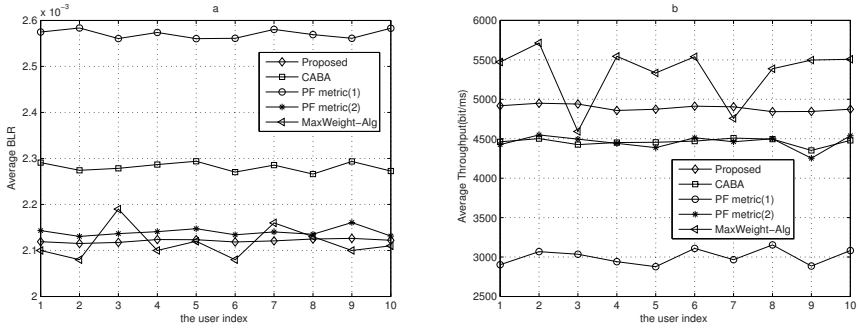 a
x 10⁻³
2.6
2.5
2.4
2.3
2.2
2.1
2
Average BLR
1 2 3 4 5 6 7 8 9 10
the user index
Proposed
CABA
PF metric(1)
PF metric(2)
MaxWeight−Alg
b
6000
5500
5000
4500
4000
3500
3000
2500
Average Throughput(bit/ms)
1 2 3 4 5 6 7 8 9 10
the user index
Proposed
CABA
PF metric(1)
PF metric(2)
MaxWeight−Alg